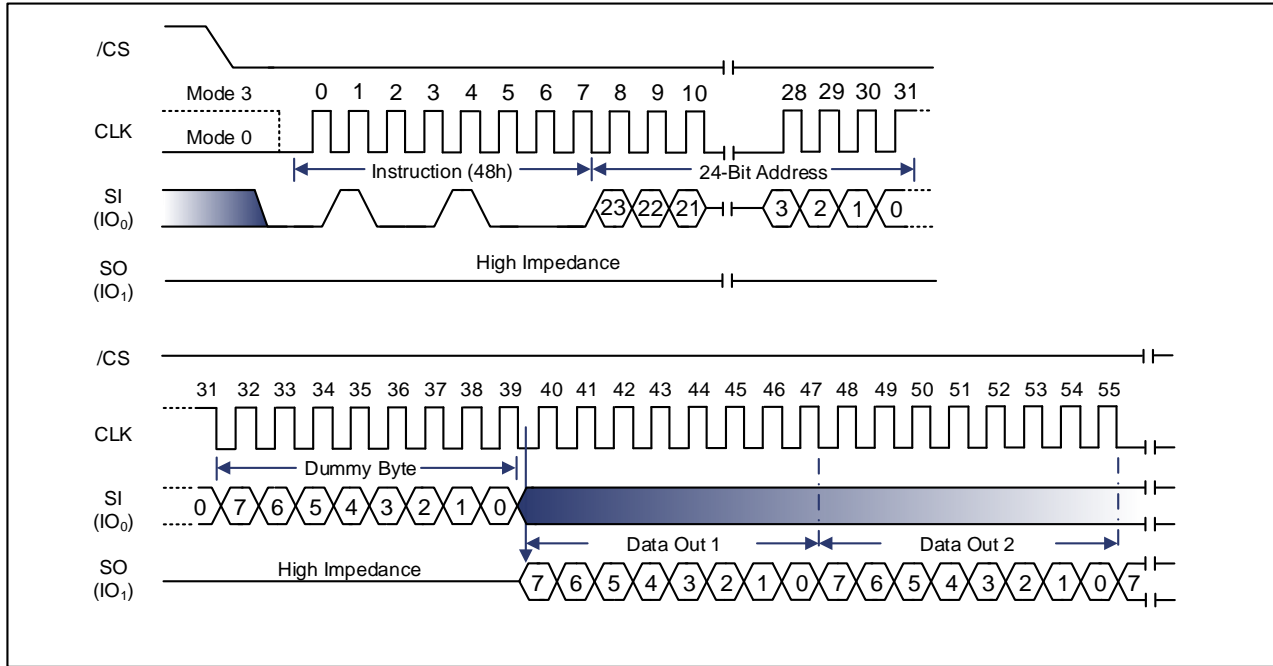 /CS
Mode 3
0 1 2 3 4 5 6 7 8 9 10 28 29 30 31
CLK
Mode 0
Instruction (48h) 24-Bit Address
SI
(IO0)
23 22 21 3 2 1 0
SO
(IO1)
High Impedance
/CS
31 32 33 34 35 36 37 38 39 40 41 42 43 44 45 46 47 48 49 50 51 52 53 54 55
CLK
Dummy Byte
SI
(IO0)
0 7 6 5 4 3 2 1 0
Data Out 1 Data Out 2
SO
(IO1)
High Impedance
7 6 5 4 3 2 1 0 7 6 5 4 3 2 1 0 7